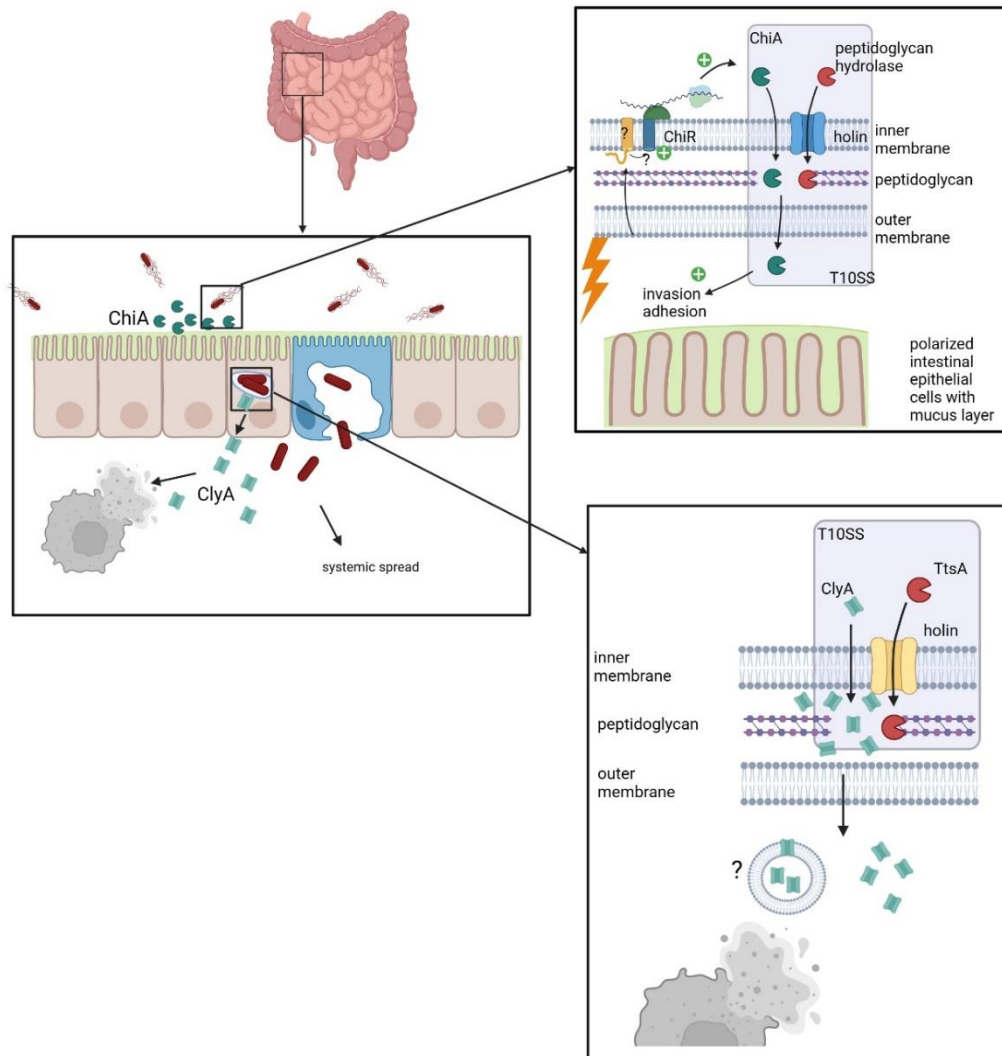 ChiA
ClyA
systemic spread
ChiA
peptidoglycan
hydrolase
?
ChiR
?
holin
inner
membrane
peptidoglycan
outer
membrane
T10SS
invasion
adhesion
polarized
intestinal
epithelial
cells with
mucus layer
T10SS
ClyA
TtsA
holin
inner
membrane
peptidoglycan
outer
membrane
?